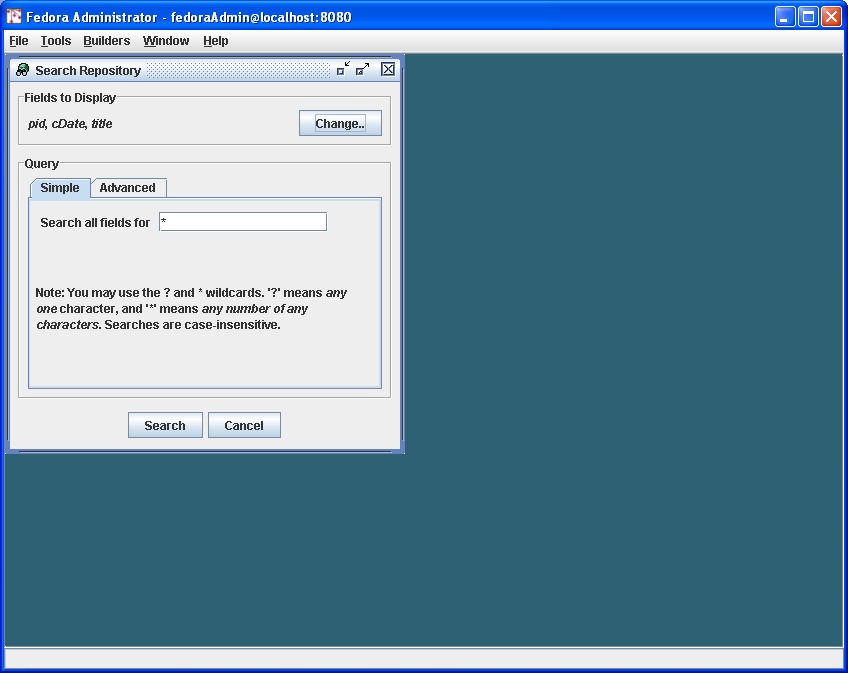 Fedora Administrator - fedoraAdmin@localhost:8080
File Tools Builders Window Help
Search Repository
Fields to Display
pid, cDate, title
Change..
Query
Simple Advanced
Search all fields for *
Note: You may use the ? and * wildcards. '?' means any
one character, and '*' means any number of any
characters. Searches are case-insensitive.
Search Cancel